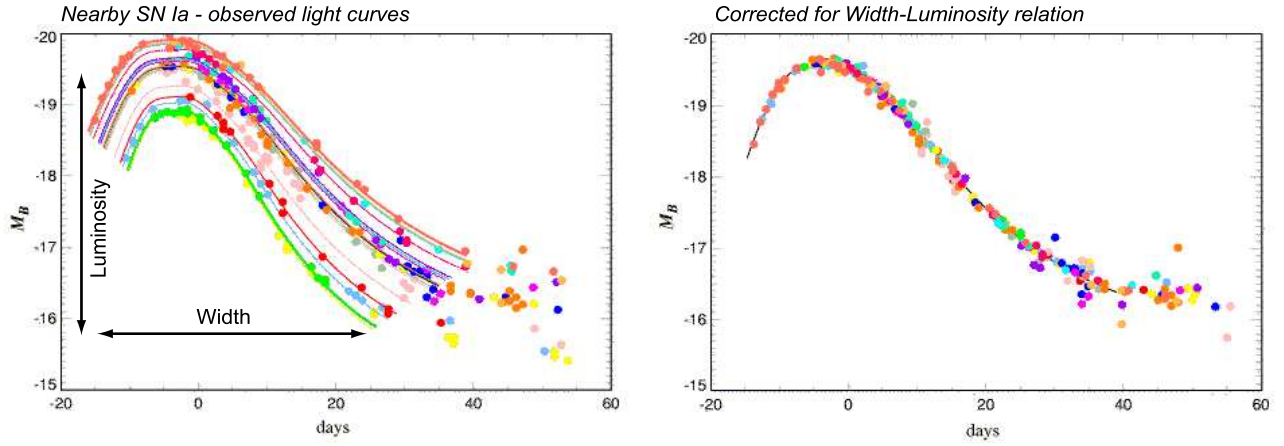 Nearby SN Ia - observed light curves
-20
-19
-18
-17
-16
-15
M_B
Luminosity
Width
-20
0
20
40
60
days
Corrected for Width-Luminosity relation
-20
-19
-18
-17
-16
-15
M_B
-20
0
20
40
60
days